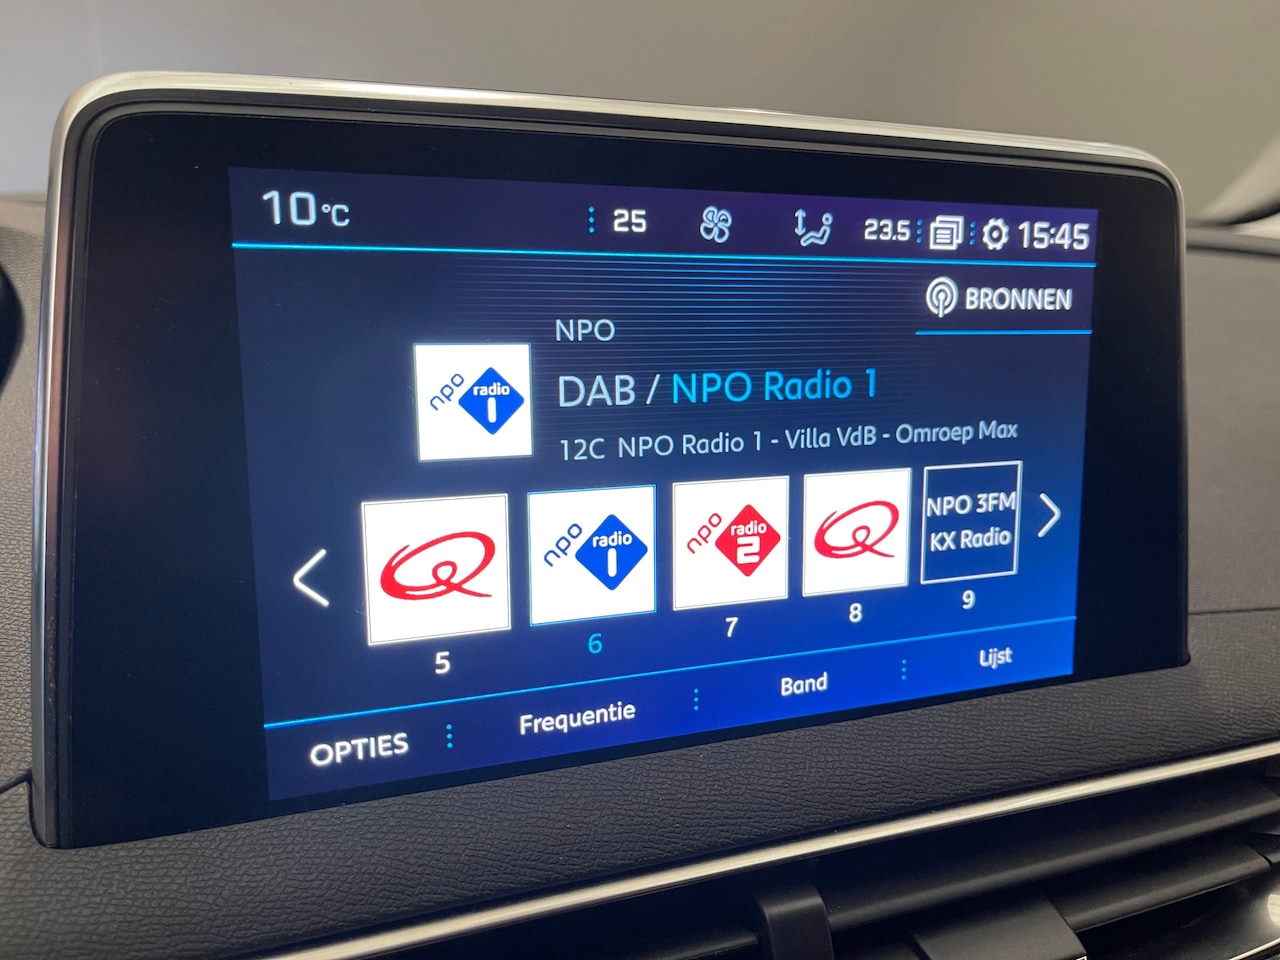 10°C 25 23.5 15:45
BRONNEN
NPO
npo radio 1
DAB / NPO Radio 1
12C NPO Radio 1 - Villa VdB - Omroep Max
Q
npo radio 1
npo radio 2
Q
NPO 3FM
KX Radio
5 6 7 8 9
OPTIES Frequentie Band Lijst